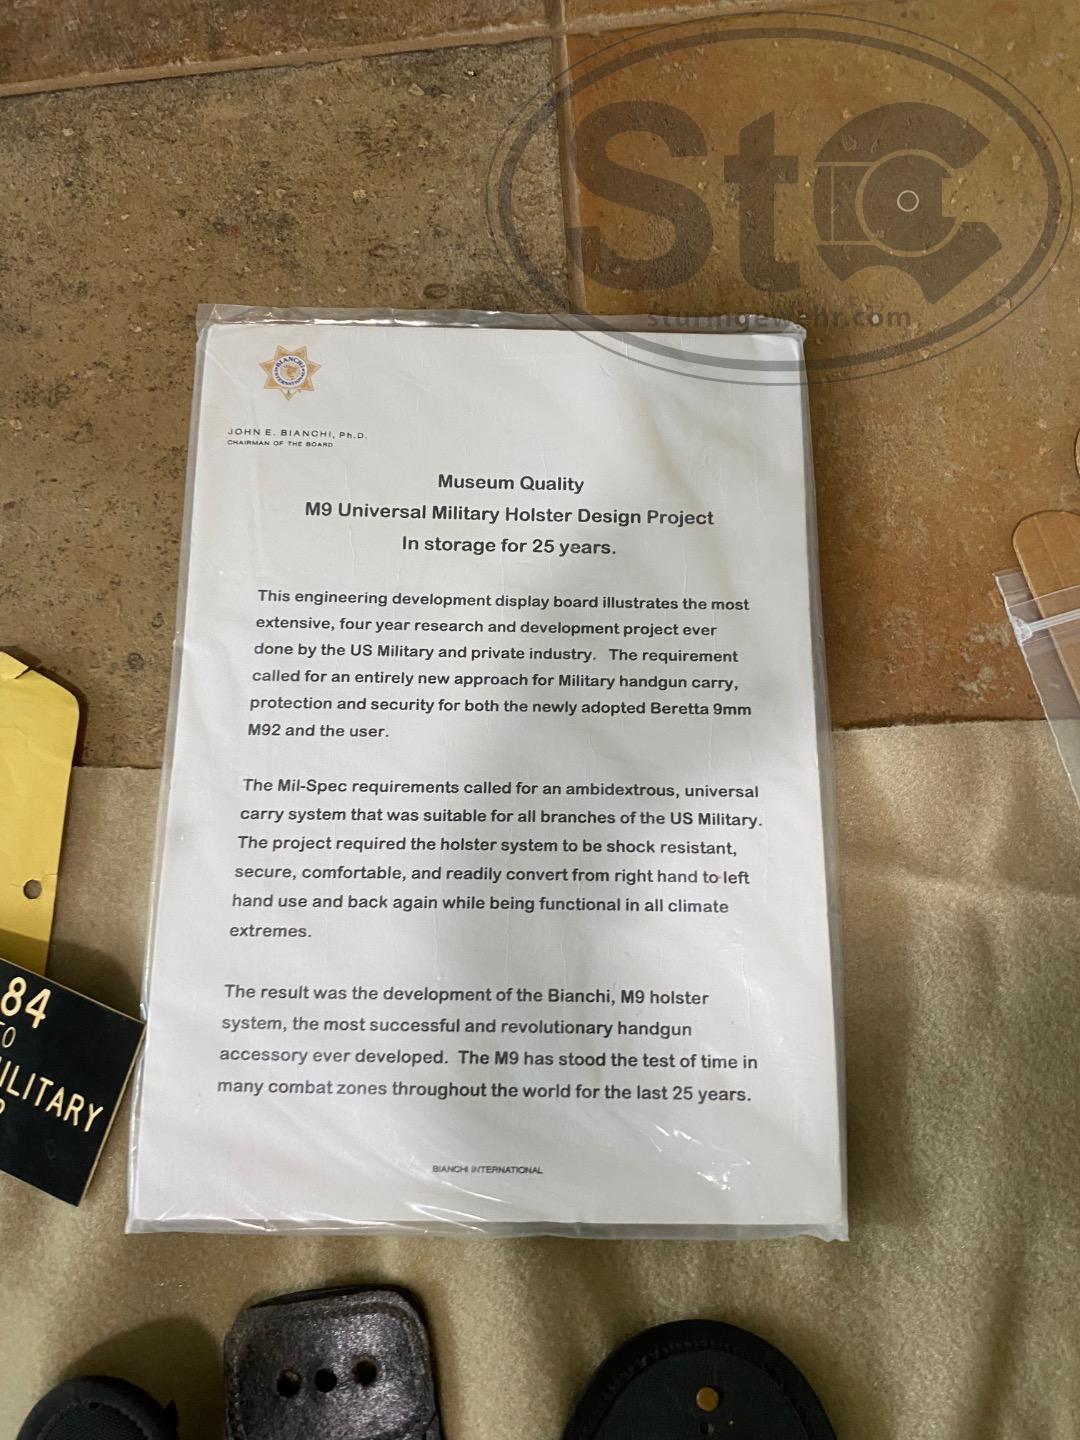 StG
sturmgewehr.com
BIANCHI
INTERNATIONAL
JOHN E. BIANCHI, Ph.D.
CHAIRMAN OF THE BOARD
Museum Quality
M9 Universal Military Holster Design Project
In storage for 25 years.
This engineering development display board illustrates the most
extensive, four year research and development project ever
done by the US Military and private industry.  The requirement
called for an entirely new approach for Military handgun carry,
protection and security for both the newly adopted Beretta 9mm
M92 and the user.
The Mil-Spec requirements called for an ambidextrous, universal
carry system that was suitable for all branches of the US Military.
The project required the holster system to be shock resistant,
secure, comfortable, and readily convert from right hand to left
hand use and back again while being functional in all climate
extremes.
The result was the development of the Bianchi, M9 holster
system, the most successful and revolutionary handgun
accessory ever developed.  The M9 has stood the test of time in
many combat zones throughout the world for the last 25 years.
BIANCHI INTERNATIONAL
84
ILITARY